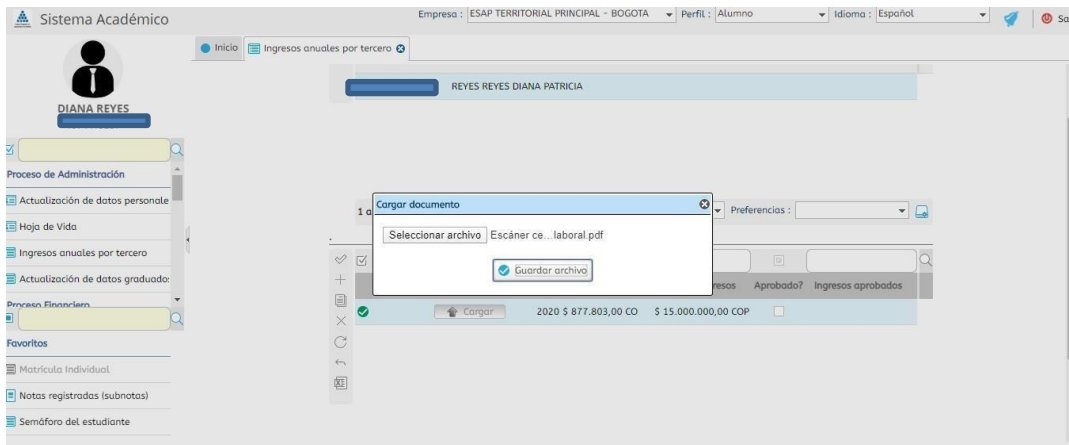 Sistema Académico
Empresa : ESAP TERRITORIAL PRINCIPAL - BOGOTA Perfil : Alumno Idioma : Español Sa
Inicio Ingresos anuales por tercero
DIANA REYES
REYES REYES DIANA PATRICIA
Proceso de Administración
Actualización de datos personale
Hoja de Vida
Ingresos anuales por tercero
Actualización de datos graduado
Proceso Financiero
Favoritos
Matrícula Individual
Notas registradas (subnotas)
Semáforo del estudiante
1 a
Preferencias :
Cargar documento
Seleccionar archivo Escáner ce...laboral.pdf
Guardar archivo
resos Aprobado? Ingresos aprobados
Cargar 2020 $ 877.803,00 CO $ 15.000.000,00 COP